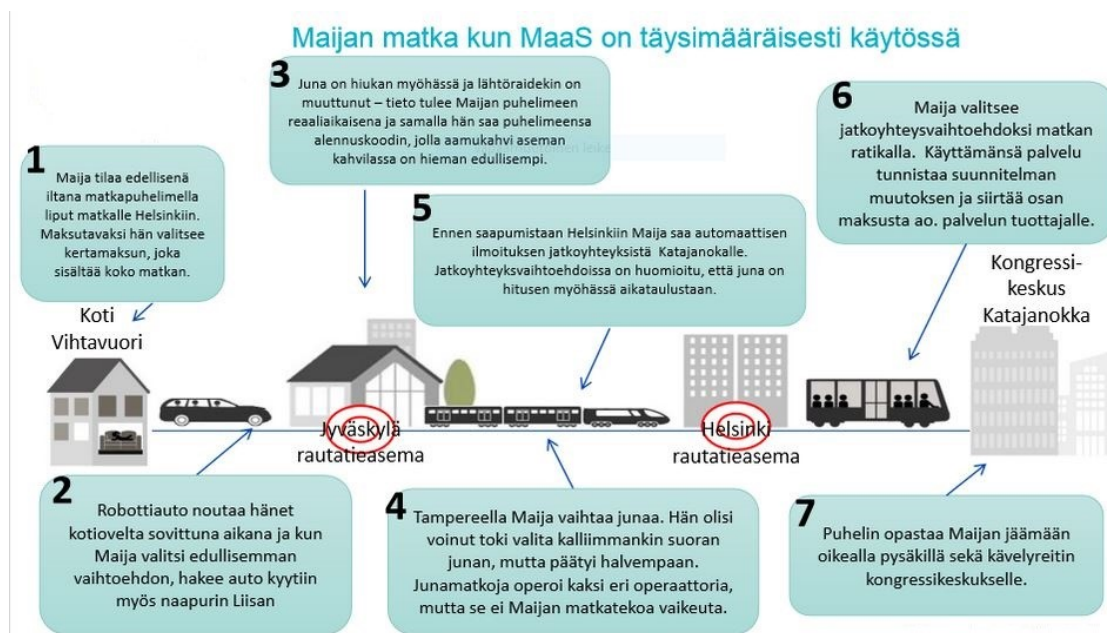 Maijan matka kun MaaS on täysimääräisesti käytössä
1
Maija tilaa edellisenä
iltana matkapuhelimella
liput matkalle Helsinkiin.
Maksutavaksi hän valitsee
kertamaksun, joka
sisältää koko matkan.
3
Juna on hiukan myöhässä ja lähtöraidekin on
muuttunut – tieto tulee Maijan puhelimeen
reaaliaikaisena ja samalla hän saa puhelimeensa
alennuskoodin, jolla aamukahvi aseman
kahvilassa on hieman edullisempi.
5
Ennen saapumistaan Helsinkiin Maija saa automaattisen
ilmoituksen jatkoyhteyksistä Katajanokalle.
Jatkoyhteyksvaihtoehdoissa on huomioitu, että juna on
hitusen myöhässä aikataulustaan.
6
Maija valitsee
jatkoyhteysvaihtoehdoksi matkan
ratikalla. Käyttämänsä palvelu
tunnistaa suunnitelman
muutoksen ja siirtää osan
maksusta ao. palvelun tuottajalle.
Koti
Vihtavuori
Jyväskylä
rautatieasema
Helsinki
rautatieasema
Kongressi-
keskus
Katajanokka
2
Robottiauto noutaa hänet
kotiovelta sovittuna aikana ja kun
Maija valitsi edullisemman
vaihtoehdon, hakee auto kyytiin
myös naapurin Liisan
4
Tampereella Maija vaihtaa junaa. Hän olisi
voinut toki valita kalliimmankin suoran
junan, mutta päätyi halvempaan.
Junamatkoja operoi kaksi eri operaattoria,
mutta se ei Maijan matkatekoa vaikeuta.
7
Puhelin opastaa Maijan jäämään
oikealla pysäkillä sekä kävelyreitin
kongressikeskukselle.